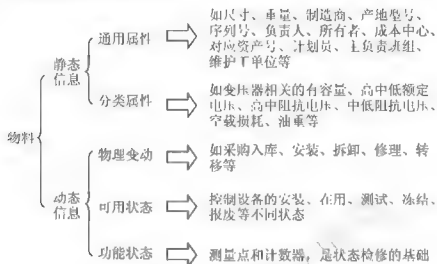 如尺寸、重量、制造商、产地型号、
通用属性
序列号、负责人、所有者、成本中心、
对应资产号、计划员、主负责班组、
维护工单位等
静态
信息
分类属性
如变压器相关的有容量、高中低额定
电压、高中阻抗电压、中低阻抗电压、
空载损耗、油重等
物料
物理变动
如采购入库、安装、拆卸、修理、转
移等
动态
信息
可用状态
控制设备的安装、在用、测试、冻结、
报废等不同状态
功能状态
测量点和计数器，是状态检修的基础